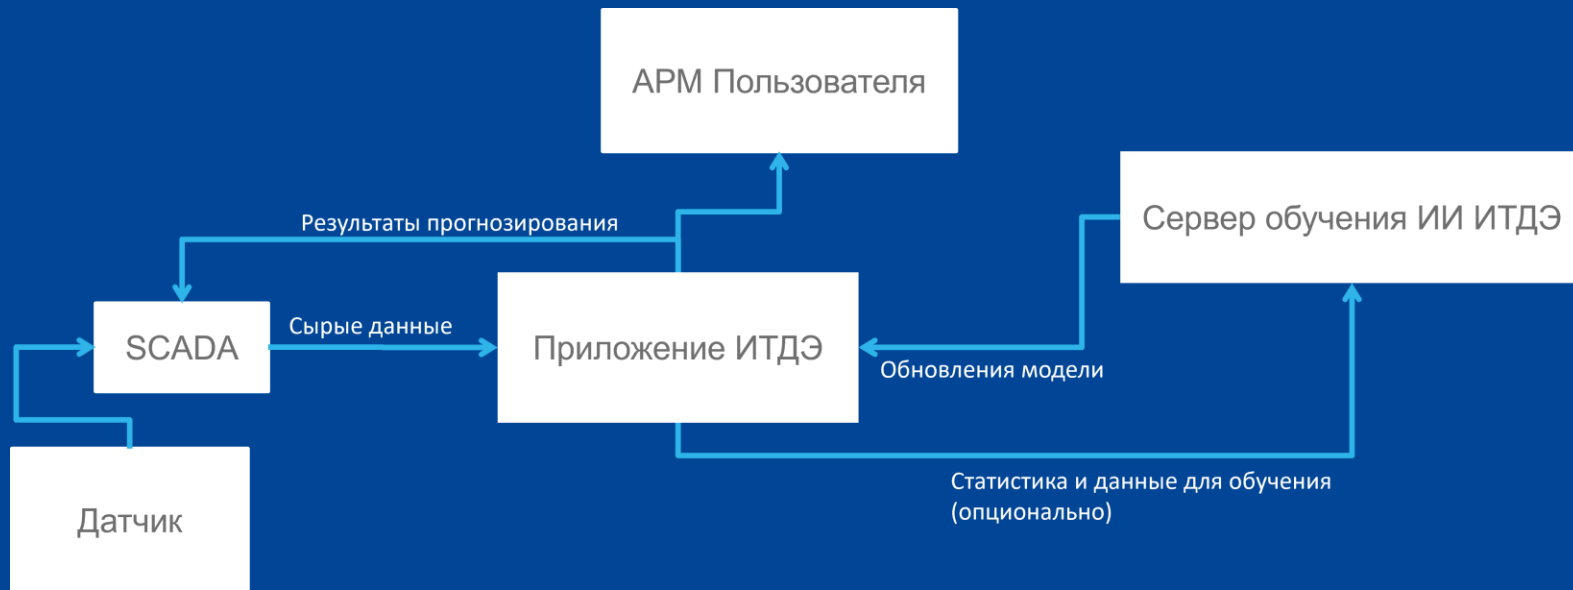 АРМ Пользователя
Результаты прогнозирования
Сервер обучения ИИ ИТДЭ
SCADA
Сырые данные
Приложение ИТДЭ
Обновления модели
Статистика и данные для обучения
(опционально)
Датчик